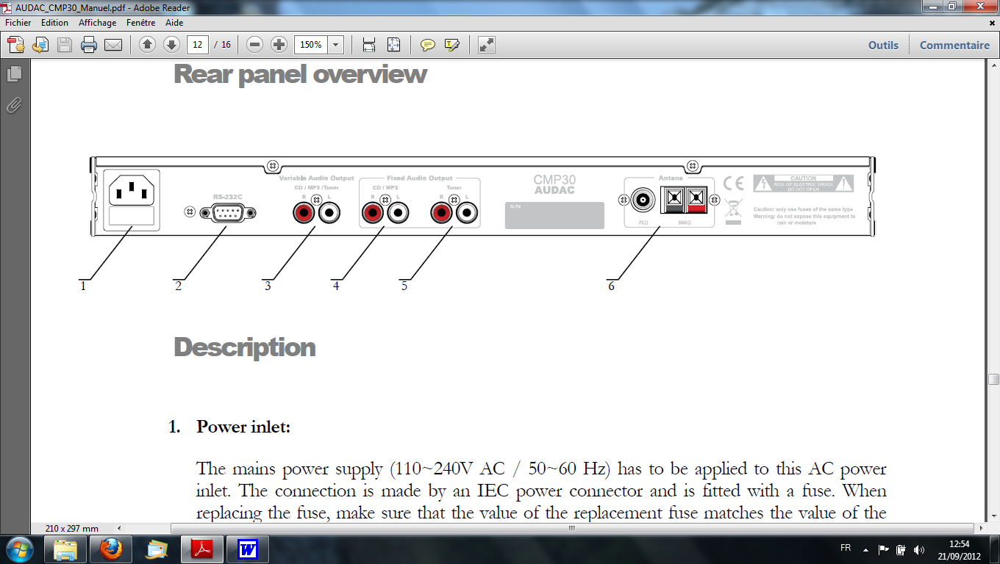 AUDAC_CMP30_Manuel.pdf - Adobe Reader
Fichier Edition Affichage Fenêtre Aide
12 / 16 150% Outils Commentaire
Rear panel overview
Variable Audio Output
CD / MP3 /Tuner
R L
Fixed Audio Output
CD / MP3
R L
Tuner
R L
RS-232C
CMP30
AUDAC
S/N
Antena
75Ω 300Ω
CE
CAUTION
RISK OF ELECTRIC SHOCK
DO NOT OPEN
Caution: only use fuses of the same type
Warning: do not expose this equipment to
rain or moisture
1 2 3 4 5 6
Description
1. Power inlet:
The mains power supply (110~240V AC / 50~60 Hz) has to be applied to this AC power
inlet. The connection is made by an IEC power connector and is fitted with a fuse. When
replacing the fuse, make sure that the value of the replacement fuse matches the value of the
210 x 297 mm
W
FR
12:54
21/09/2012